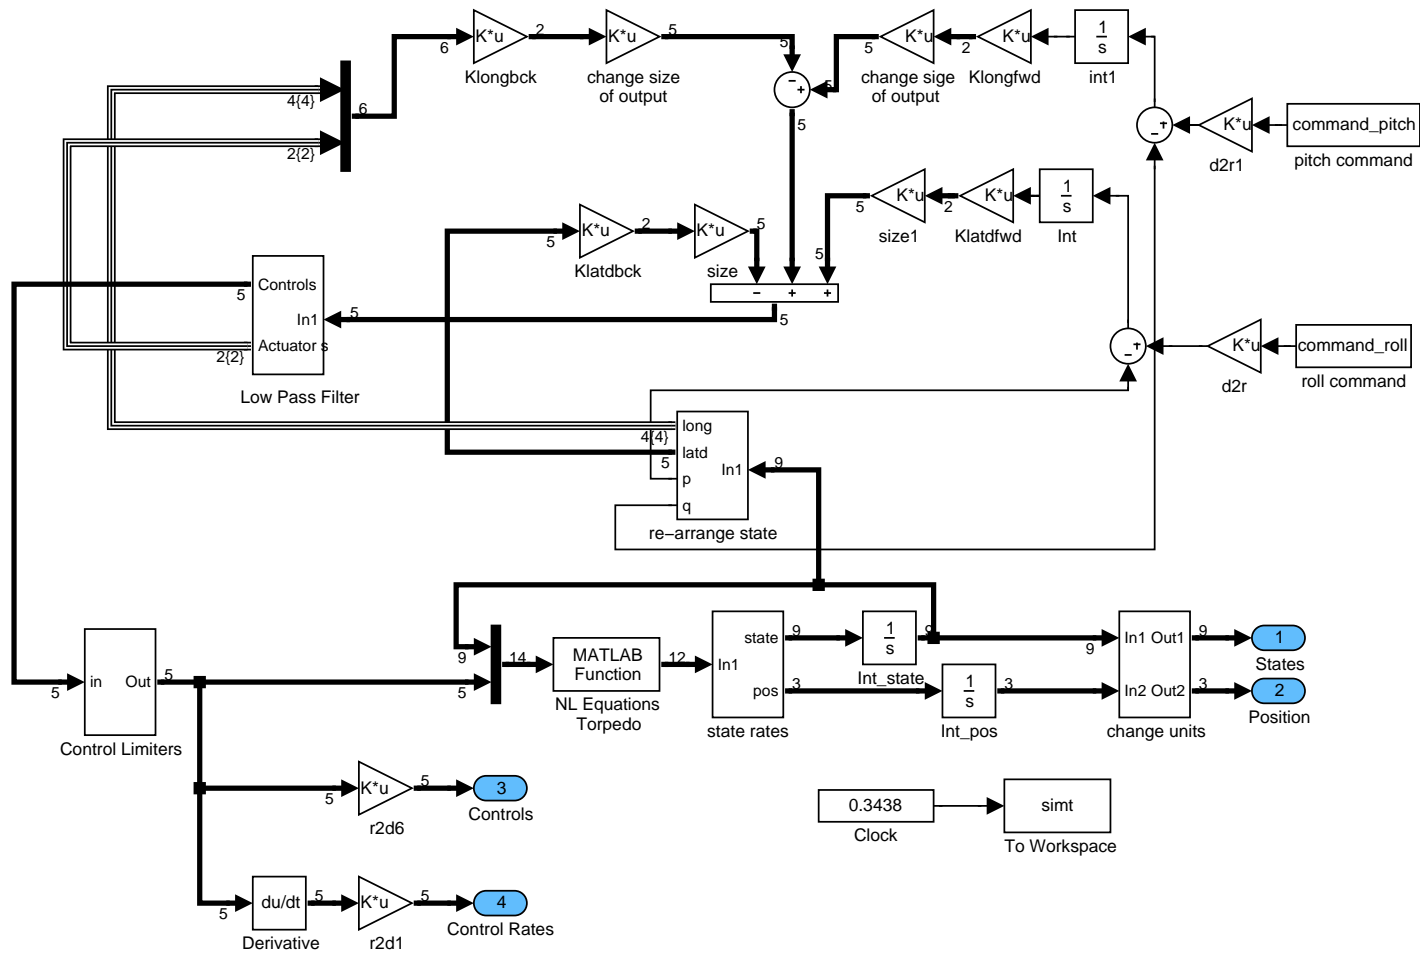 K*u
2
K*u
5
5
K*u
2
K*u
1
s
6
Klongbck
change size
of output
−
+
5
5
change sige
of output
Klongfwd
int1
4{4}
6
2{2}
5
+
−
K*u
command_pitch
d2r1
pitch command
K*u
2
K*u
5
5
Klatdbck
size
K*u
2
K*u
1
s
5
size1
Klatdfwd
Int
5
− + +
5
Controls
5
In1
5
Actuator s
2{2}
Low Pass Filter
+
−
K*u
command_roll
d2r
roll command
long
4{4}
latd
5
p
q
In1
9
re−arrange state
in
Out
5
5
Control Limiters
9
5
14
MATLAB
Function
12
NL Equations
Torpedo
In1
state
pos
9
3
state rates
1
s
9
Int_state
1
s
3
Int_pos
9
In1 Out1
In2 Out2
9
3
change units
1
States
2
Position
5
K*u
5
r2d6
3
Controls
0.3438
Clock
simt
To Workspace
5
du/dt
5
Derivative
K*u
5
r2d1
4
Control Rates